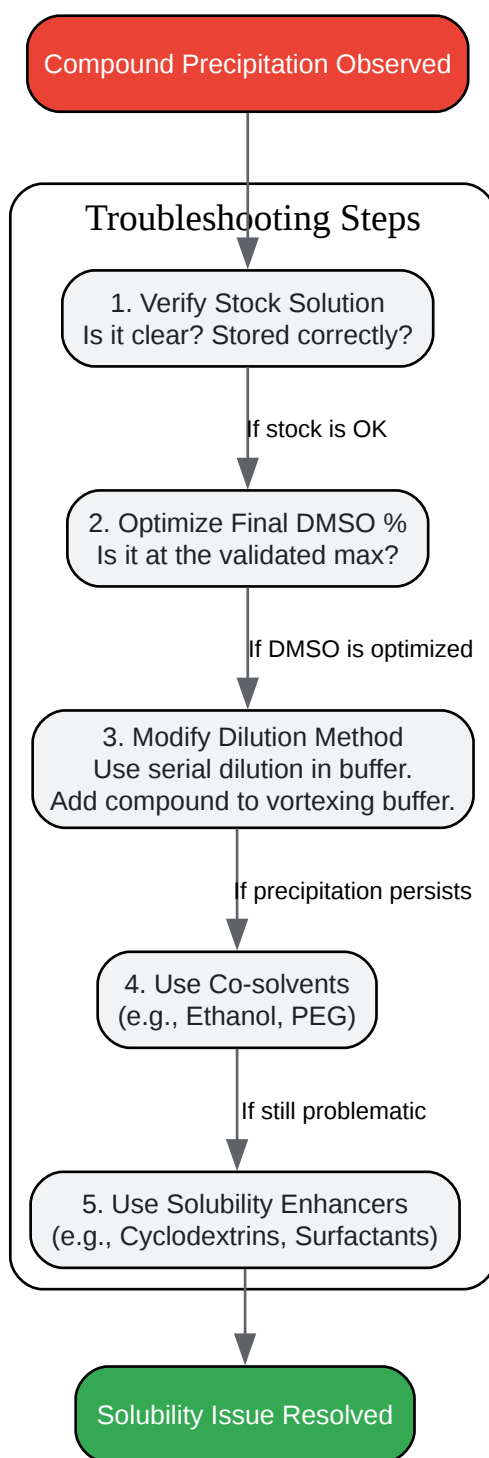 Compound Precipitation Observed
Troubleshooting Steps
1. Verify Stock Solution
Is it clear? Stored correctly?
If stock is OK
2. Optimize Final DMSO %
Is it at the validated max?
If DMSO is optimized
3. Modify Dilution Method
Use serial dilution in buffer.
Add compound to vortexing buffer.
If precipitation persists
4. Use Co-solvents
(e.g., Ethanol, PEG)
If still problematic
5. Use Solubility Enhancers
(e.g., Cyclodextrins, Surfactants)
Solubility Issue Resolved